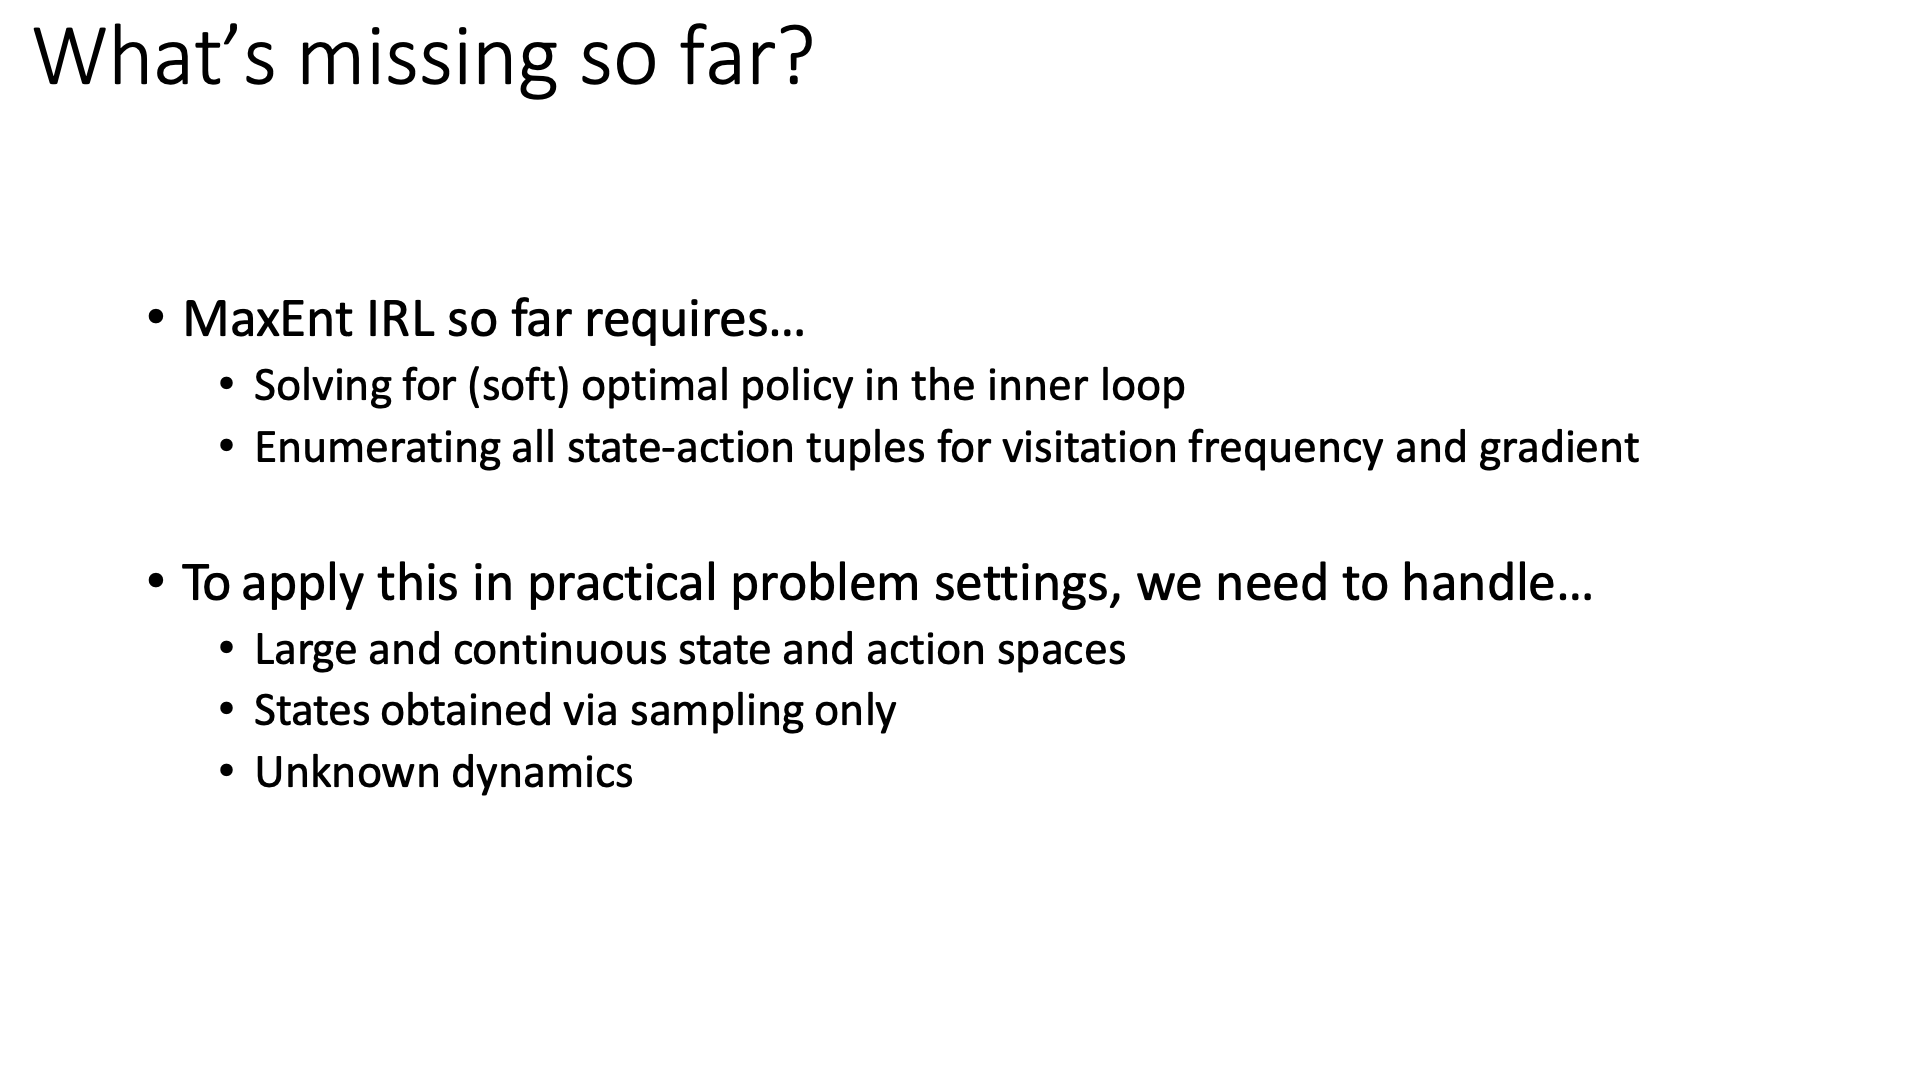 What’s missing so far?
• MaxEnt IRL so far requires…
• Solving for (soft) optimal policy in the inner loop
• Enumerating all state-action tuples for visitation frequency and gradient
• To apply this in practical problem settings, we need to handle…
• Large and continuous state and action spaces
• States obtained via sampling only
• Unknown dynamics